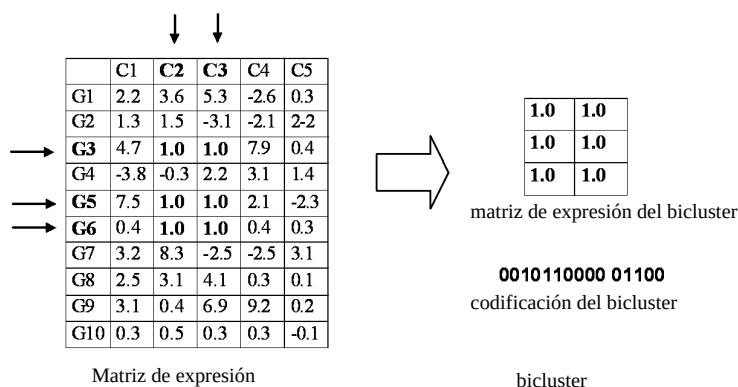 C1 C2 C3 C4 C5
G1 2.2 3.6 5.3 -2.6 0.3
G2 1.3 1.5 -3.1 -2.1 2-2
G3 4.7 1.0 1.0 7.9 0.4
G4 -3.8 -0.3 2.2 3.1 1.4
G5 7.5 1.0 1.0 2.1 -2.3
G6 0.4 1.0 1.0 0.4 0.3
G7 3.2 8.3 -2.5 -2.5 3.1
G8 2.5 3.1 4.1 0.3 0.1
G9 3.1 0.4 6.9 9.2 0.2
G10 0.3 0.5 0.3 0.3 -0.1
Matriz de expresión
1.0 1.0
1.0 1.0
1.0 1.0
matriz de expresión del bicluster
0010110000 01100
codificación del bicluster
bicluster